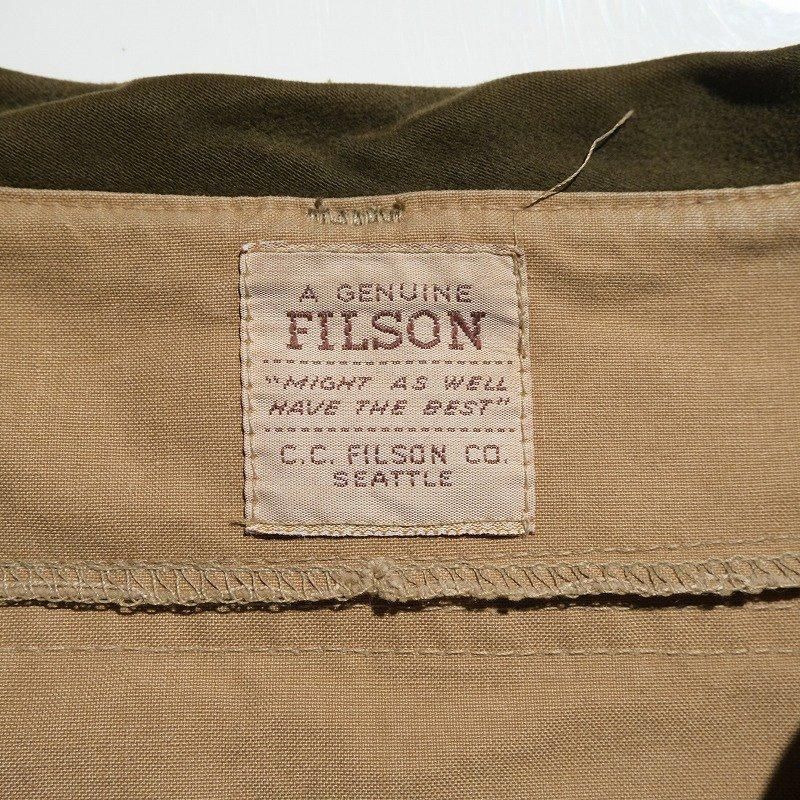 A GENUINE
FILSON
"MIGHT AS WELL
HAVE THE BEST"
C.C. FILSON CO.
SEATTLE